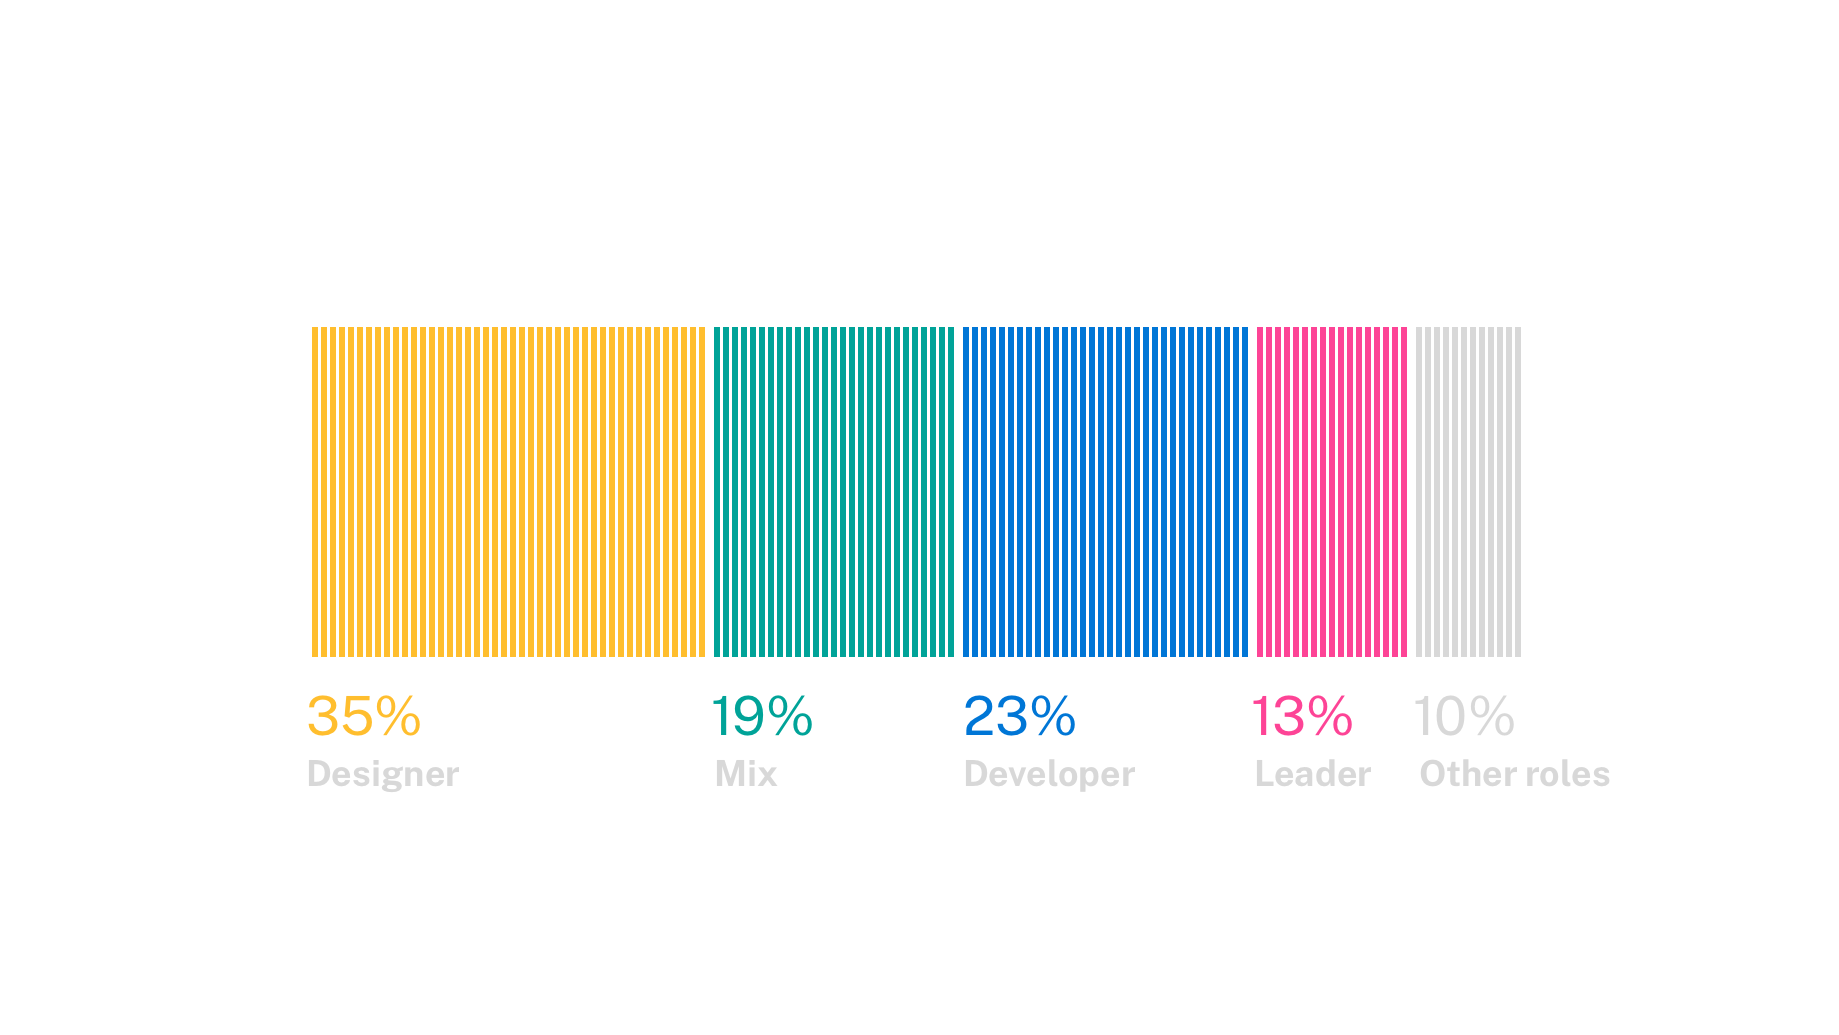 35% 19% 23% 13% 10%
Designer Mix Developer Leader Other roles